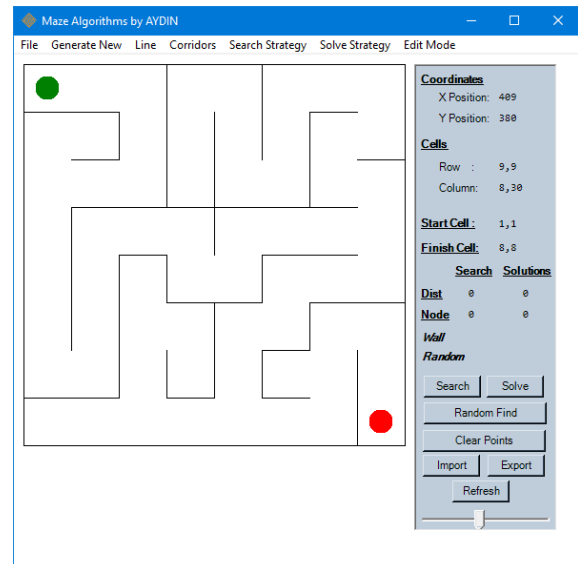 Maze Algorithms by AYDIN
File Generate New Line Corridors Search Strategy Solve Strategy Edit Mode
Coordinates
X Position: 409
Y Position: 380
Cells
Row : 9,9
Column: 8,30
Start Cell : 1,1
Finish Cell: 8,8
Search Solutions
Dist 0 0
Node 0 0
Wall
Random
Search Solve
Random Find
Clear Points
Import Export
Refresh